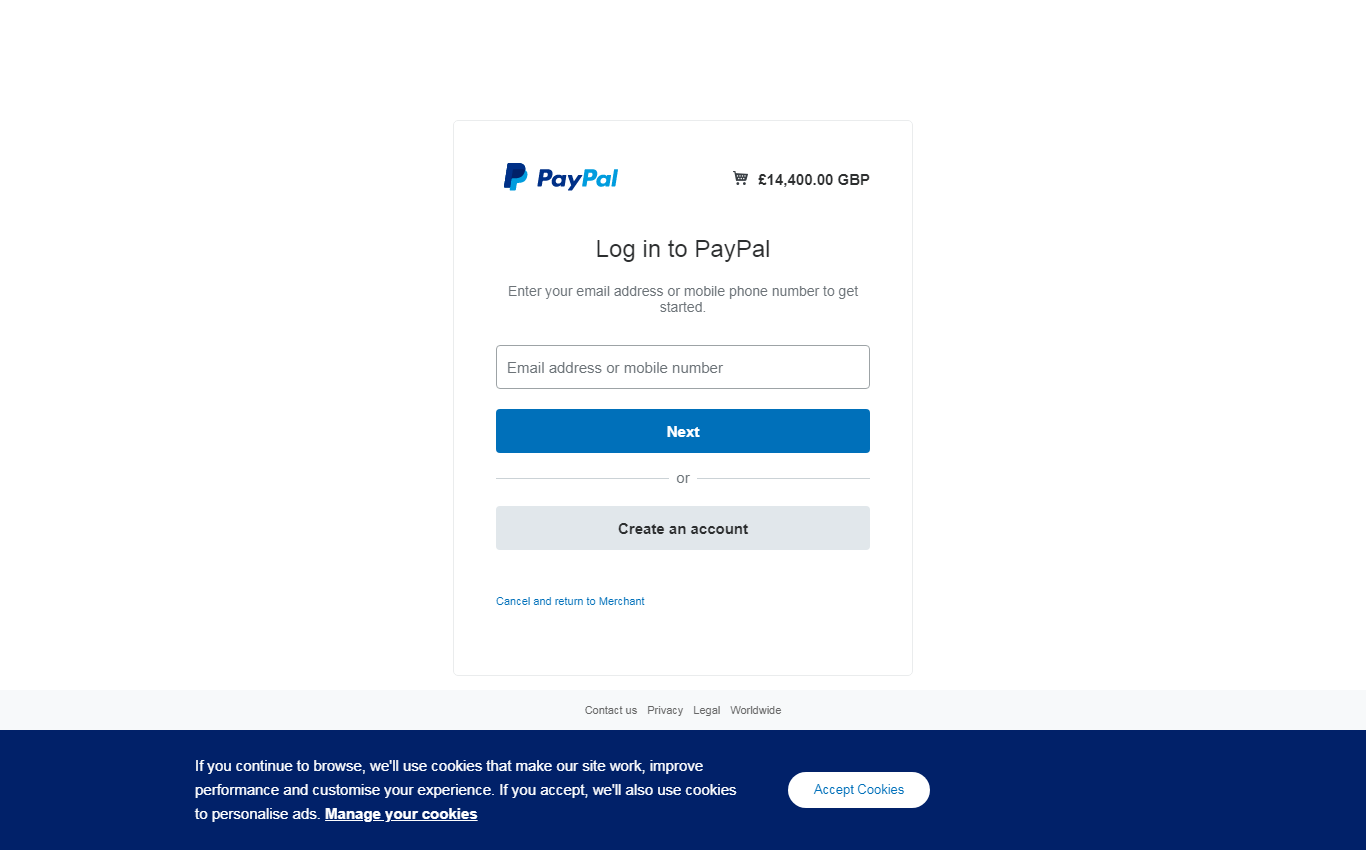 PayPal
£14,400.00 GBP
Log in to PayPal
Enter your email address or mobile phone number to get
started.
Email address or mobile number
Next
or
Create an account
Cancel and return to Merchant
Contact us Privacy Legal Worldwide
If you continue to browse, we'll use cookies that make our site work, improve
performance and customise your experience. If you accept, we'll also use cookies
to personalise ads. Manage your cookies
Accept Cookies